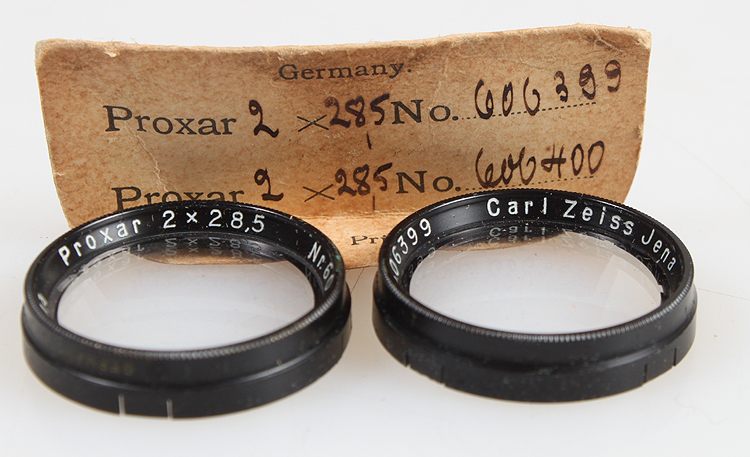 Germany.
Proxar 2 × 285 No. 606399
Proxar 2 × 285 No. 606400
Proxar 2 × 28,5 Nr. 60
06399 Carl Zeiss Jena